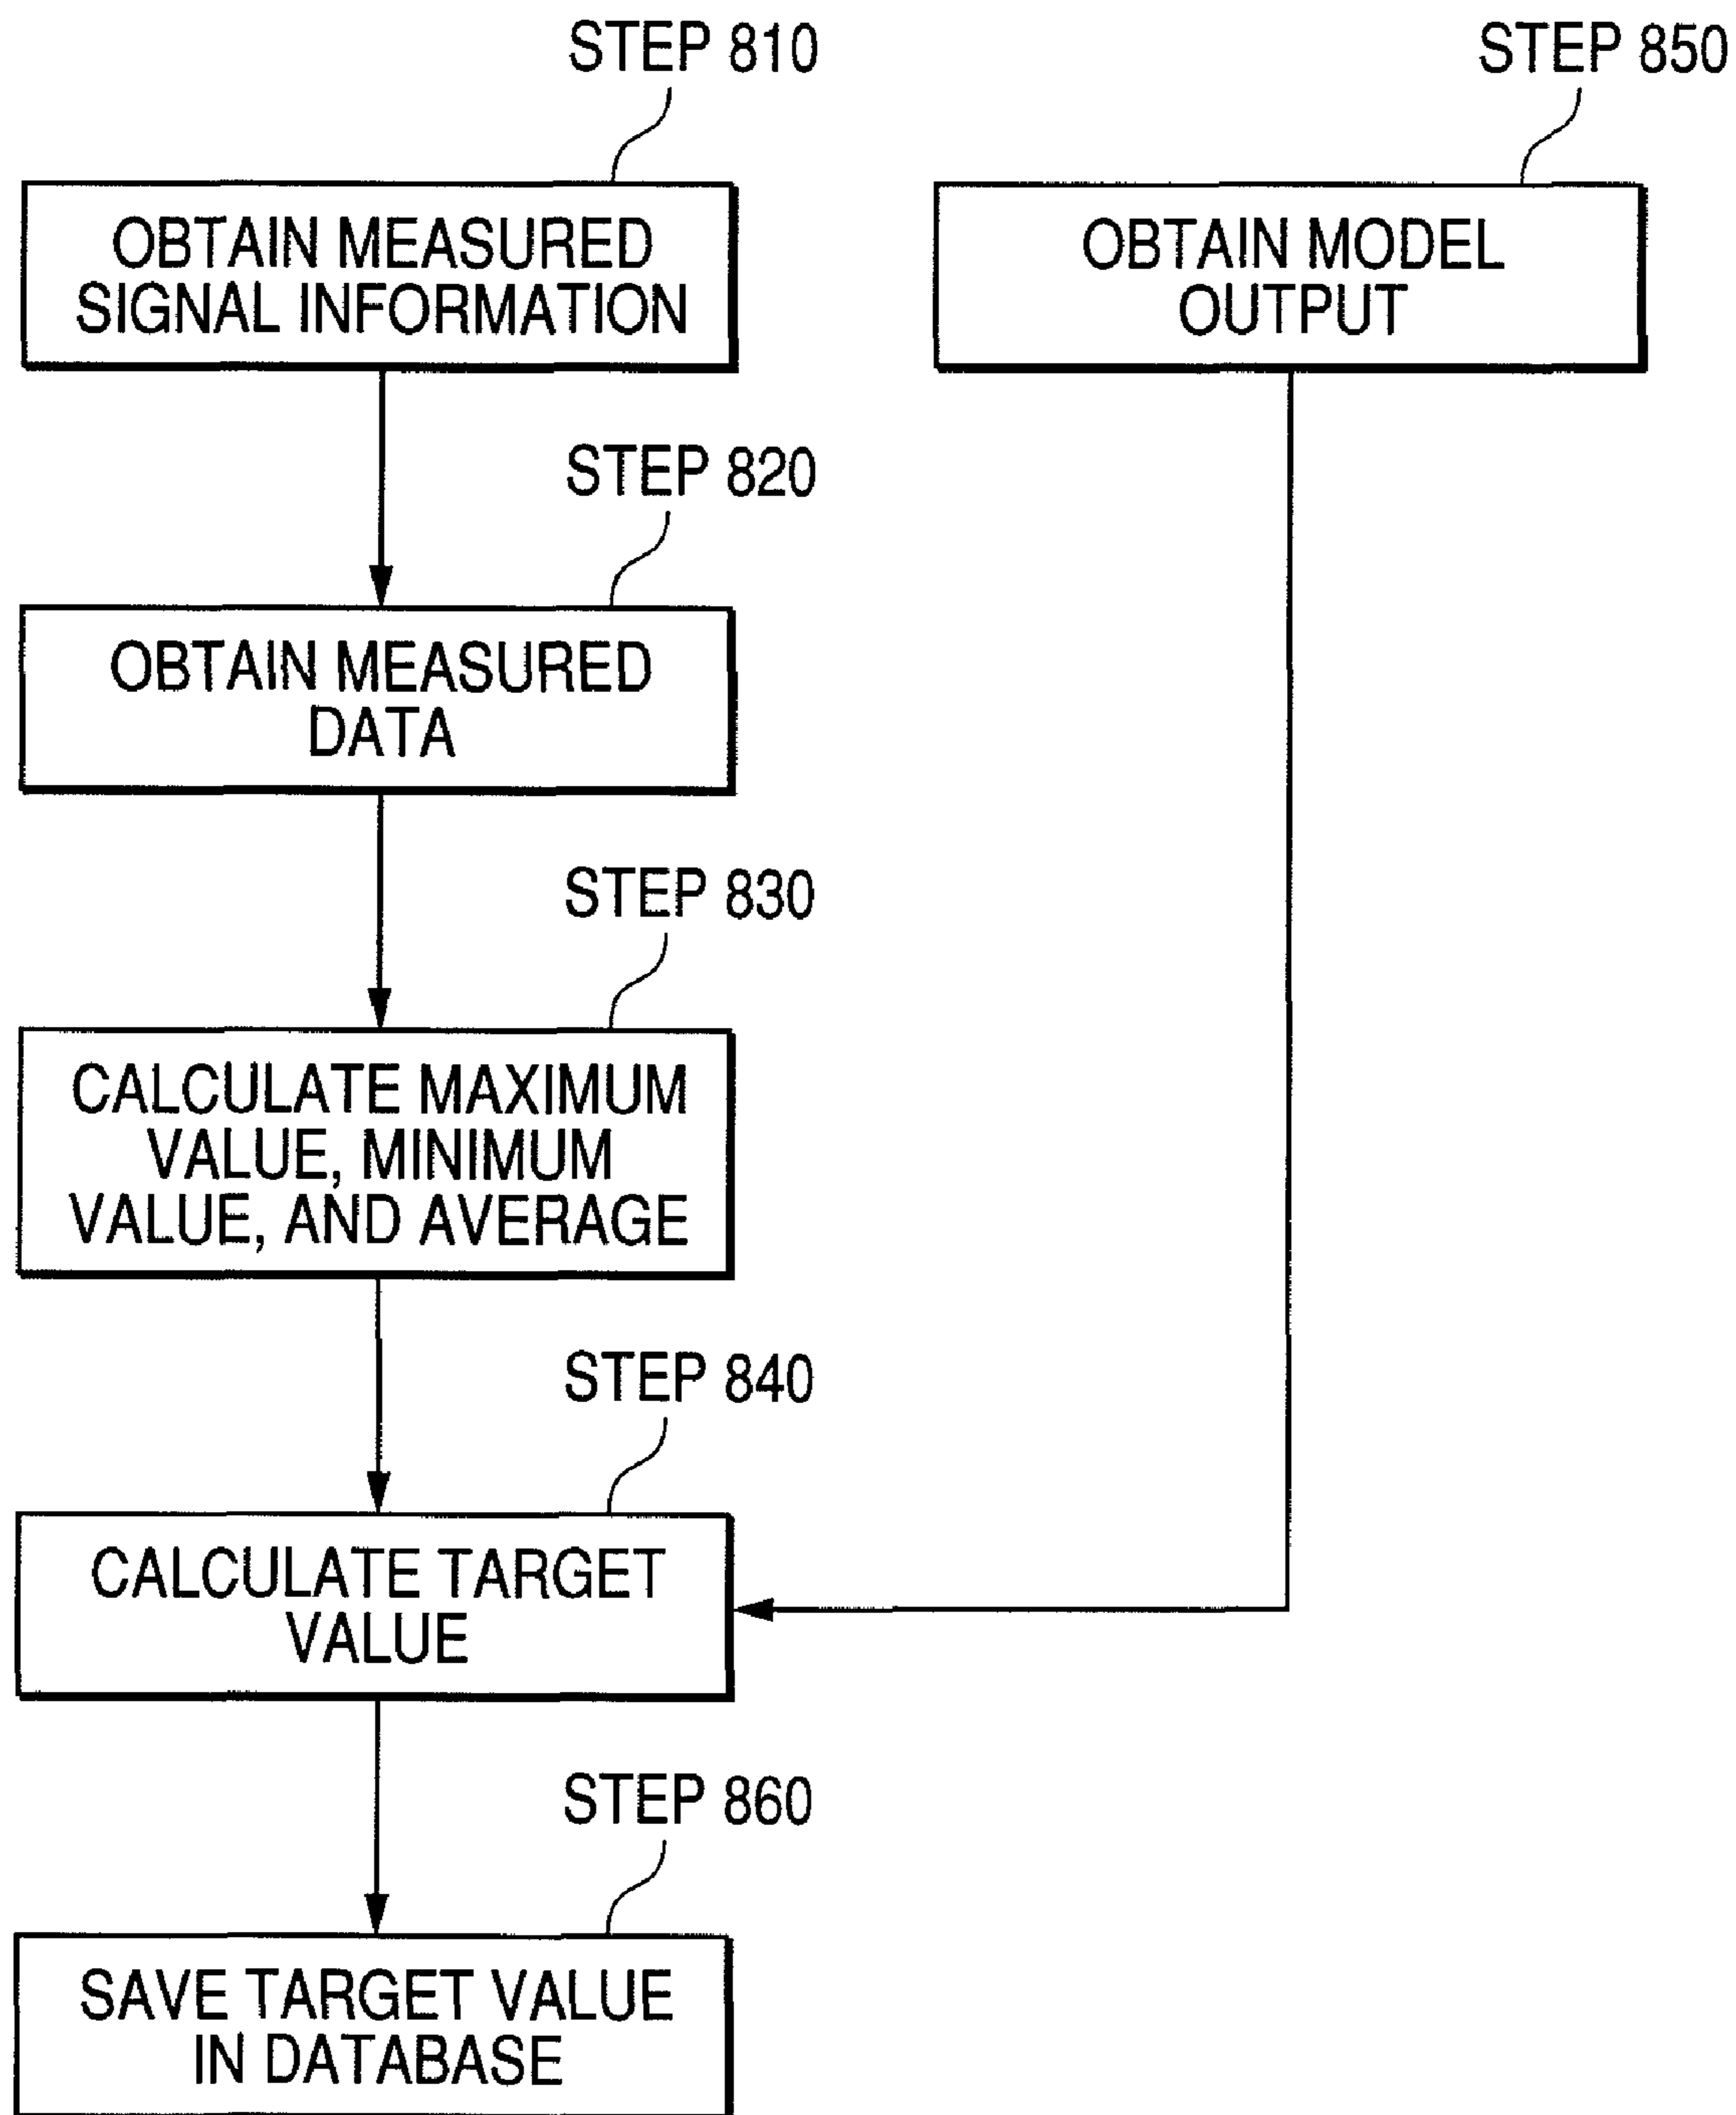 STEP 810
STEP 850
OBTAIN MEASURED
SIGNAL INFORMATION
OBTAIN MODEL
OUTPUT
STEP 820
OBTAIN MEASURED
DATA
STEP 830
CALCULATE MAXIMUM
VALUE, MINIMUM
VALUE, AND AVERAGE
STEP 840
CALCULATE TARGET
VALUE
STEP 860
SAVE TARGET VALUE
IN DATABASE